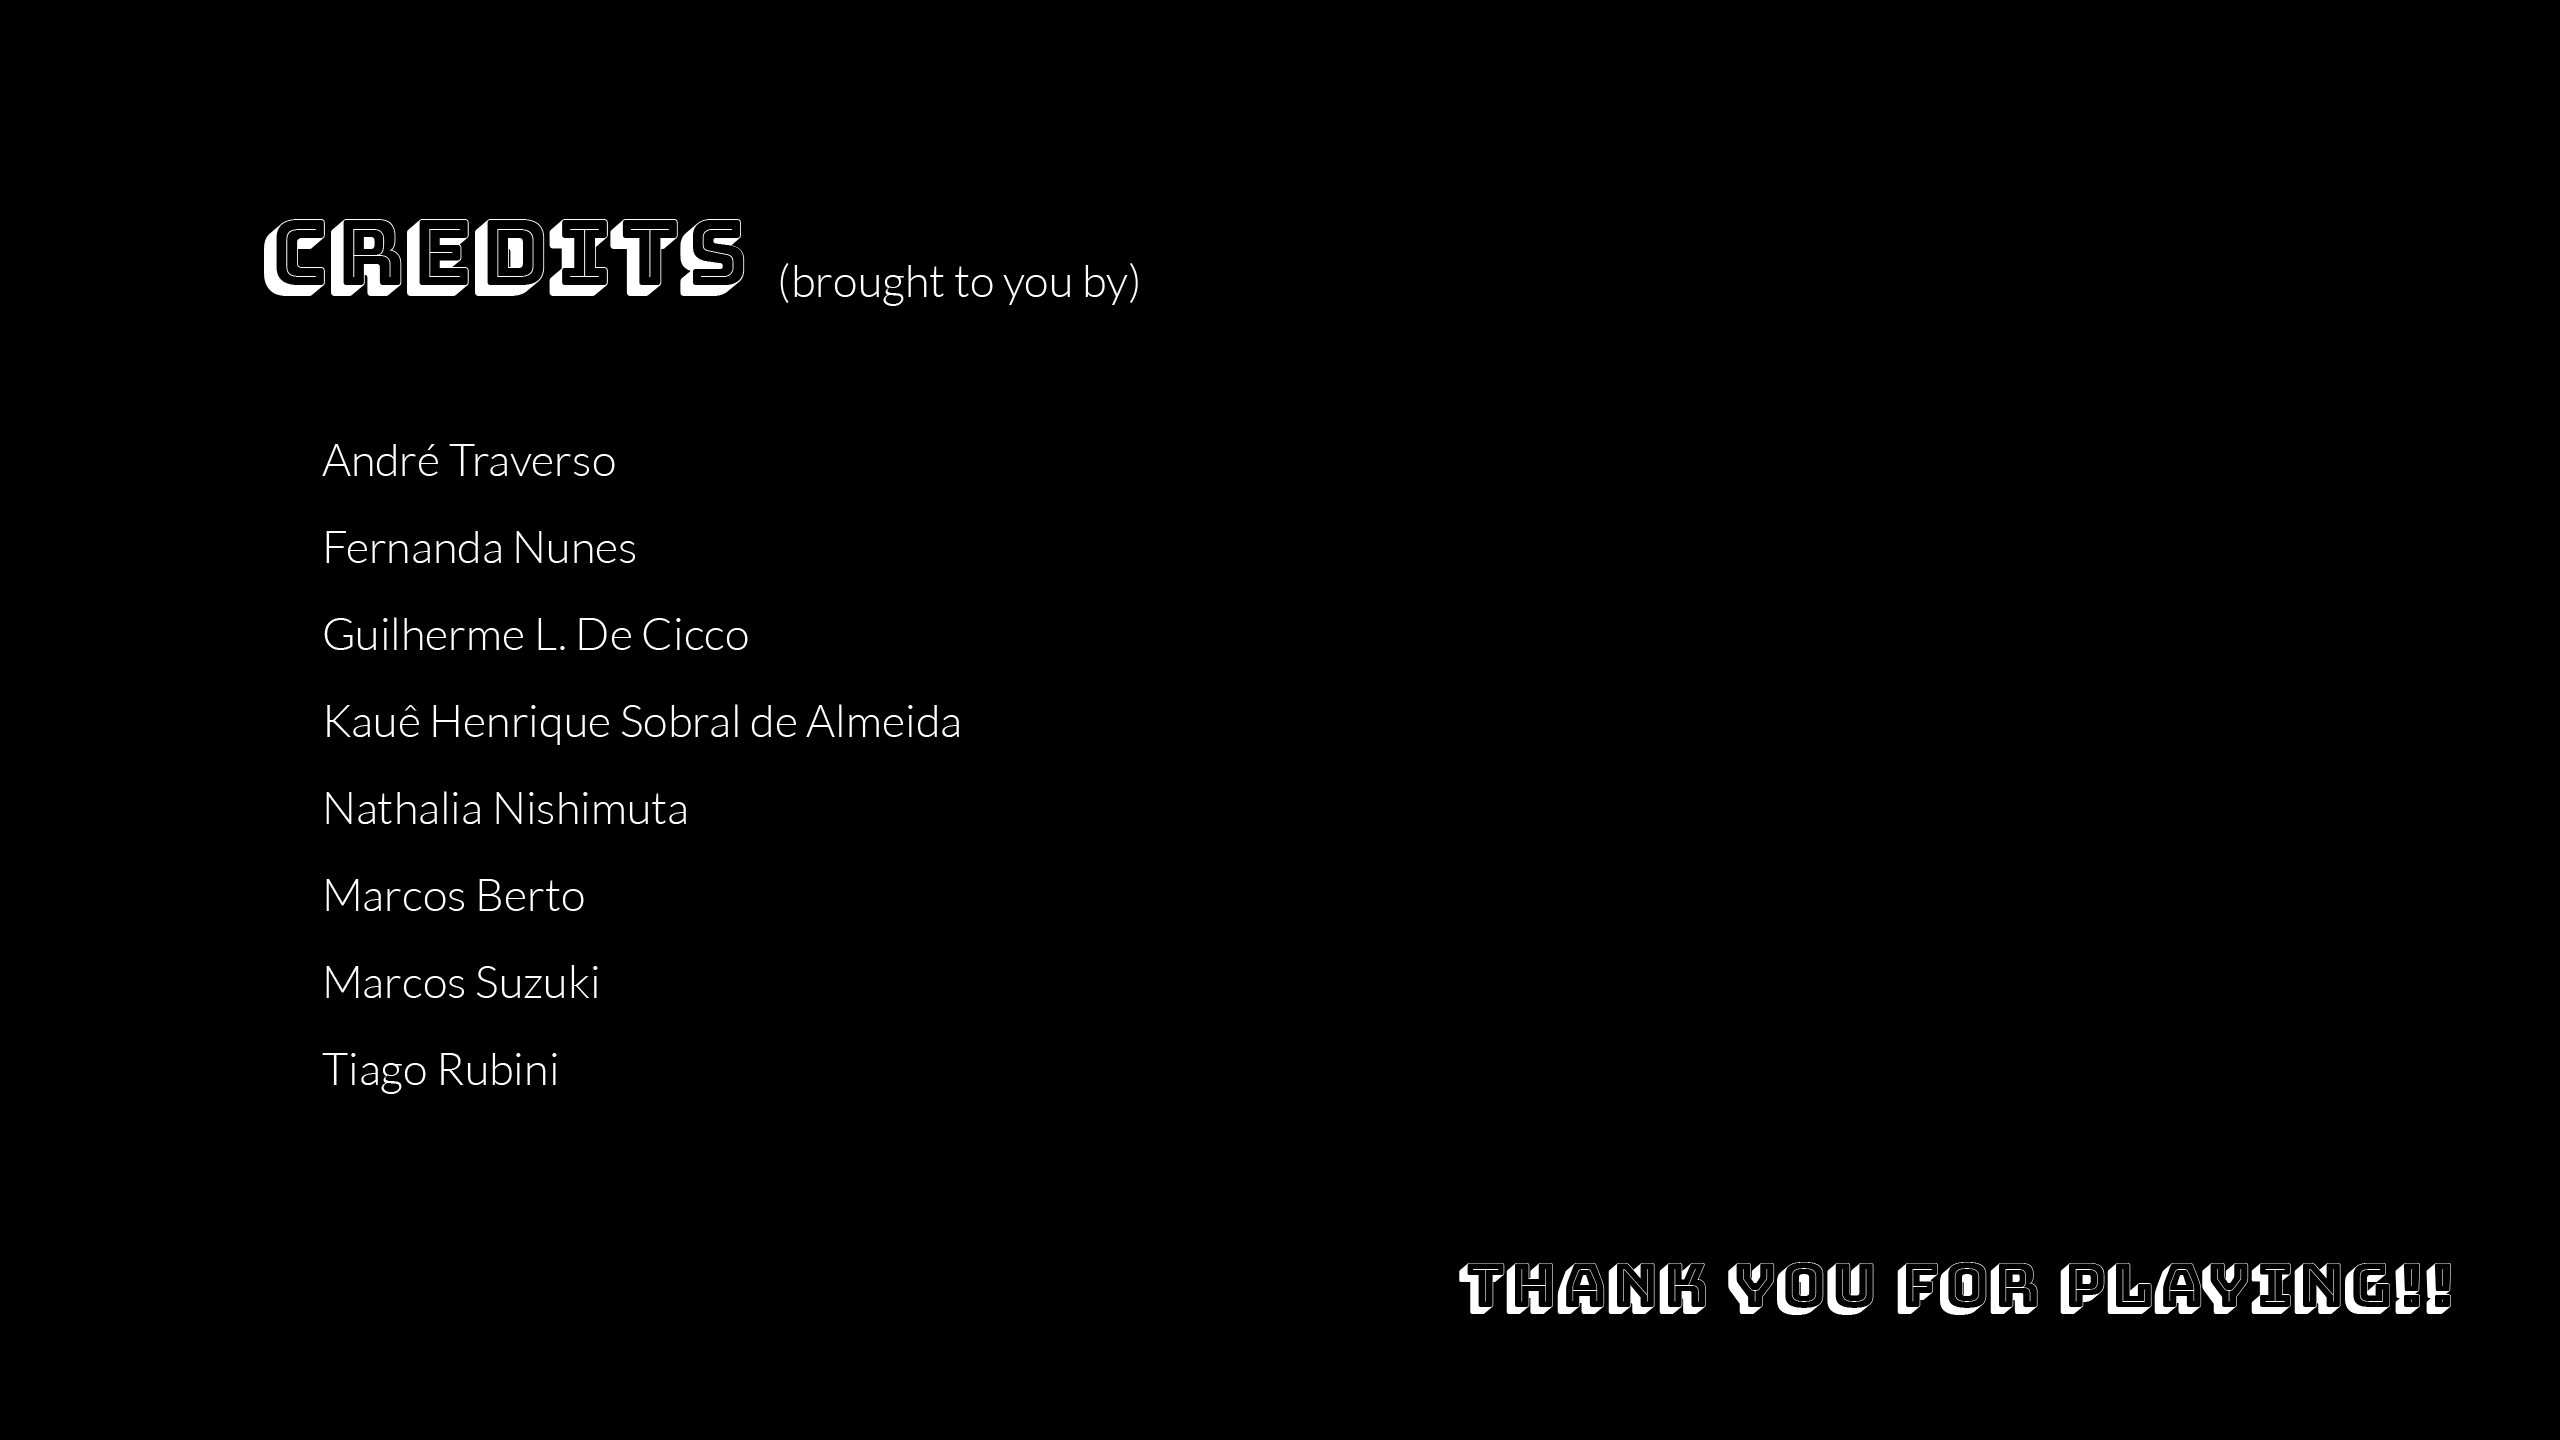 CREDITS (brought to you by)
André Traverso
Fernanda Nunes
Guilherme L. De Cicco
Kauê Henrique Sobral de Almeida
Nathalia Nishimuta
Marcos Berto
Marcos Suzuki
Tiago Rubini
THANK YOU FOR PLAYING!!